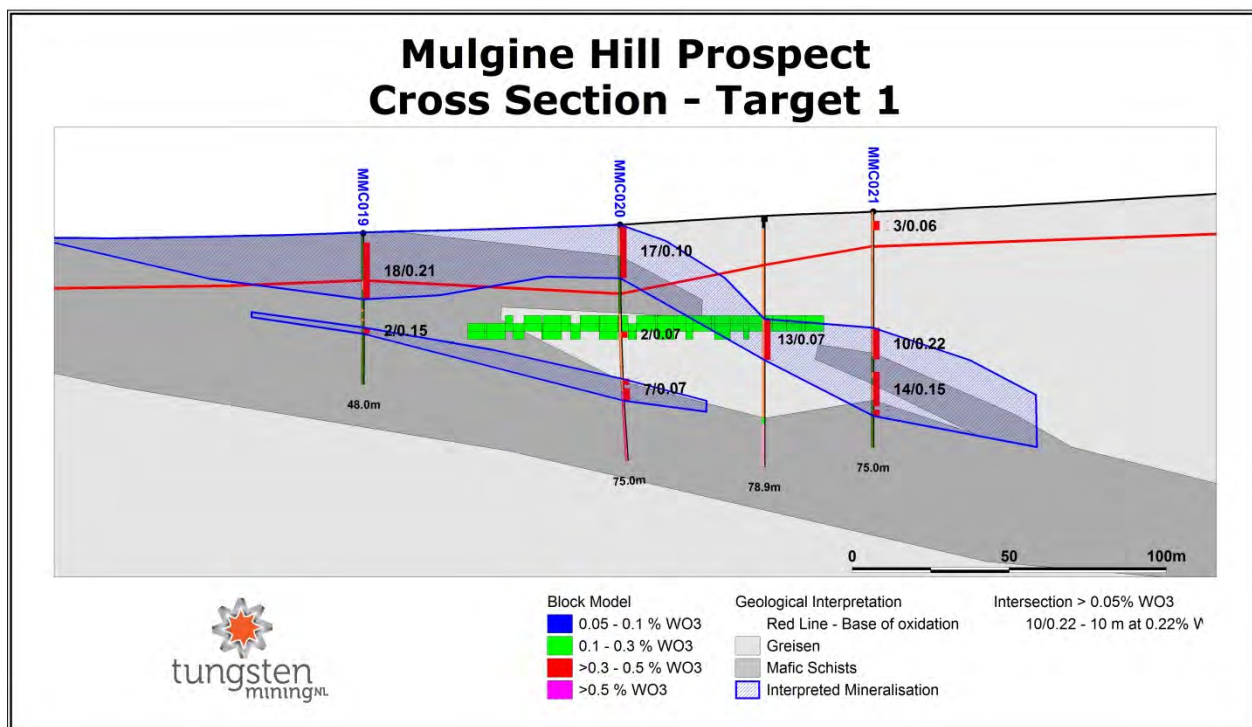 Mulgine Hill Prospect
Cross Section - Target 1
MMC019
MMC020
MMC021
3/0.06
17/0.10
18/0.21
2/0.15
2/0.07
13/0.07
10/0.22
7/0.07
14/0.15
48.0m
75.0m
78.9m
75.0m
0 50 100m
Block Model
0.05 - 0.1 % WO3
0.1 - 0.3 % WO3
>0.3 - 0.5 % WO3
>0.5 % WO3
Geological Interpretation
Red Line - Base of oxidation
Greisen
Mafic Schists
Interpreted Mineralisation
Intersection > 0.05% WO3
10/0.22 - 10 m at 0.22%
tungsten
mining NL